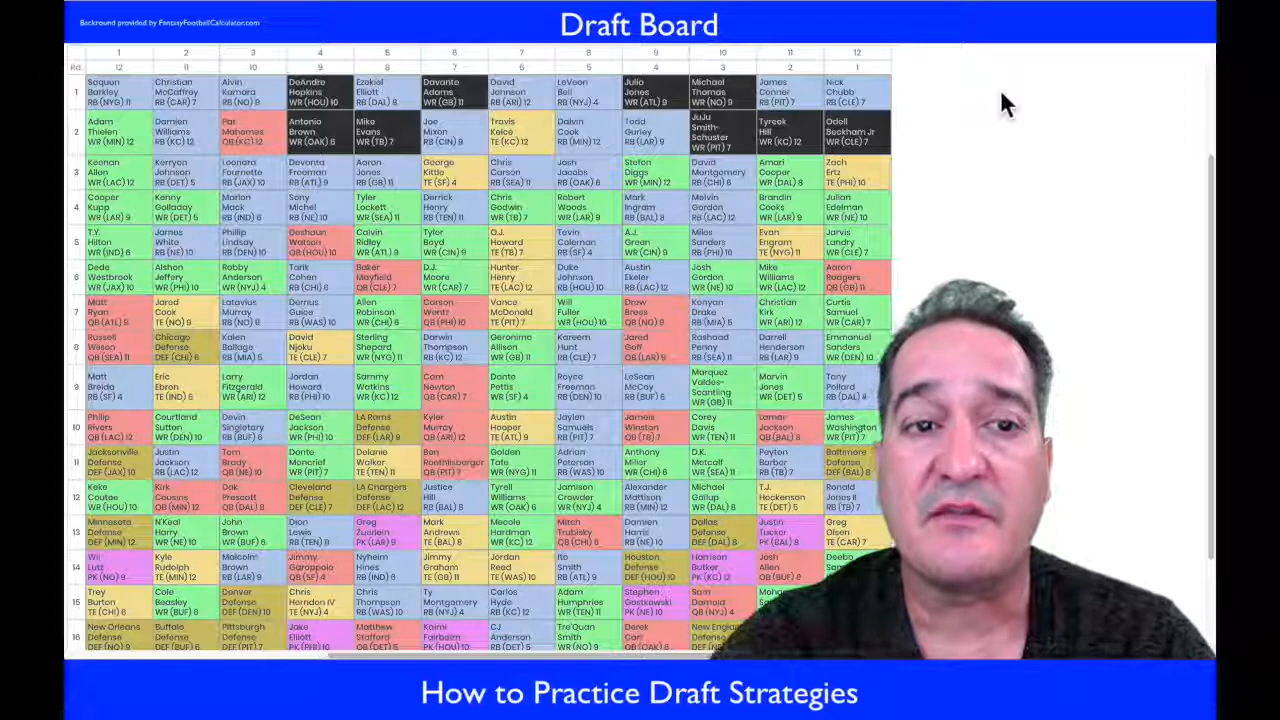 Backround provided by FantasyFootballCalculator.com
Draft Board
1 2 3 4 5 6 7 8 9 10 11 12
Rd. 12 11 10 9 8 7 6 5 4 3 2 1
1 Saquon Barkley RB (NYG) 11 Christian McCaffrey RB (CAR) 7 Alvin Kamara RB (NO) 9 DeAndre Hopkins WR (HOU) 10 Ezekiel Elliott RB (DAL) 8 Davante Adams WR (GB) 11 David Johnson RB (ARI) 12 LeVeon Bell RB (NYJ) 4 Julio Jones WR (ATL) 9 Michael Thomas WR (NO) 9 James Conner RB (PIT) 7 Nick Chubb RB (CLE) 7
2 Adam Thielen WR (MIN) 12 Damien Williams RB (KC) 12 Pat Mahomes QB (KC) 12 Antonio Brown WR (OAK) 6 Mike Evans WR (TB) 7 Joe Mixon RB (CIN) 9 Travis Kelce TE (KC) 12 Dalvin Cook RB (MIN) 12 Todd Gurley RB (LAR) 9 JuJu Smith-Schuster WR (PIT) 7 Tyreek Hill WR (KC) 12 Odell Beckham Jr WR (CLE) 7
3 Keenan Allen WR (LAC) 12 Kerryon Johnson RB (DET) 5 Leonard Fournette RB (JAX) 10 Devonta Freeman RB (ATL) 9 Aaron Jones RB (GB) 11 George Kittle TE (SF) 4 Chris Carson RB (SEA) 11 Josh Jacobs RB (OAK) 6 Stefon Diggs WR (MIN) 12 David Montgomery RB (CHI) 6 Amari Cooper WR (DAL) 8 Zach Ertz TE (PHI) 10
4 Cooper Kupp WR (LAR) 9 Kenny Golladay WR (DET) 5 Marlon Mack RB (IND) 6 Sony Michel RB (NE) 10 Tyler Lockett WR (SEA) 11 Derrick Henry RB (TEN) 11 Chris Godwin WR (TB) 7 Robert Woods WR (LAR) 9 Mark Ingram RB (BAL) 8 Melvin Gordon RB (LAC) 12 Brandin Cooks WR (LAR) 9 Julian Edelman WR (NE) 10
5 T.Y. Hilton WR (IND) 6 James White RB (NE) 10 Phillip Lindsay RB (DEN) 10 Deshaun Watson QB (HOU) 10 Calvin Ridley WR (ATL) 9 Tyler Boyd WR (CIN) 9 O.J. Howard TE (TB) 7 Tevin Coleman RB (SF) 4 A.J. Green WR (CIN) 9 Miles Sanders RB (PHI) 10 Evan Engram TE (NYG) 11 Jarvis Landry WR (CLE) 7
6 Dede Westbrook WR (JAX) 10 Alshon Jeffery WR (PHI) 10 Robby Anderson WR (NYJ) 4 Tarik Cohen RB (CHI) 6 Baker Mayfield QB (CLE) 7 D.J. Moore WR (CAR) 7 Hunter Henry TE (LAC) 12 Duke Johnson RB (HOU) 10 Austin Ekeler RB (LAC) 12 Josh Gordon WR (NE) 10 Mike Williams WR (LAC) 12 Aaron Rodgers QB (GB) 11
7 Matt Ryan QB (ATL) 9 Jared Cook TE (NO) 9 Latavius Murray RB (NO) 9 Derrius Guice RB (WAS) 10 Allen Robinson WR (CHI) 6 Carson Wentz QB (PHI) 10 Vance McDonald TE (PIT) 7 Will Fuller WR (HOU) 10 Drew Brees QB (NO) 9 Kenyan Drake RB (MIA) 5 Christian Kirk WR (ARI) 12 Curtis Samuel WR (CAR) 7
8 Russell Wilson QB (SEA) 11 Chicago Defense DEF (CHI) 6 Kalen Ballage RB (MIA) 5 David Njoku TE (CLE) 7 Sterling Shepard WR (NYG) 11 Darwin Thompson RB (KC) 12 Geronimo Allison WR (GB) 11 Kareem Hunt RB (CLE) 7 Jared Goff QB (LAR) 9 Rashaad Penny RB (SEA) 11 Darrell Henderson RB (LAR) 9 Emmanuel Sanders WR (DEN) 10
9 Matt Breida RB (SF) 4 Eric Ebron TE (IND) 6 Larry Fitzgerald WR (ARI) 12 Jordan Howard RB (PHI) 10 Sammy Watkins WR (KC) 12 Cam Newton QB (CAR) 7 Dante Pettis WR (SF) 4 Royce Freeman RB (DEN) 10 LeSean McCoy RB (BUF) 6 Marquez Valdes-Scantling WR (GB) 11 Marvin Jones WR (DET) 5 Tony Pollard RB (DAL) 8
10 Philip Rivers QB (LAC) 12 Courtland Sutton WR (DEN) 10 Devin Singletary RB (BUF) 6 DeSean Jackson WR (PHI) 10 LA Rams Defense DEF (LAR) 9 Kyler Murray QB (ARI) 12 Austin Hooper TE (ATL) 9 Jaylen Samuels RB (PIT) 7 Jameis Winston QB (TB) 7 Corey Davis WR (TEN) 11 Lamar Jackson QB (BAL) 8 James Washington WR (PIT) 7
11 Jacksonville Defense DEF (JAX) 10 Justin Jackson RB (LAC) 12 Tom Brady QB (NE) 10 Donte Moncrief WR (PIT) 7 Delanie Walker TE (TEN) 11 Ben Roethlisberger QB (PIT) 7 Golden Tate WR (NYG) 11 Adrian Peterson RB (WAS) 10 Anthony Miller WR (CHI) 6 D.K. Metcalf WR (SEA) 11 Peyton Barber RB (TB) 7 Baltimore Defense DEF (BAL) 8
12 Keke Coutee WR (HOU) 10 Kirk Cousins QB (MIN) 12 Dak Prescott QB (DAL) 8 Cleveland Defense DEF (CLE) 7 LA Chargers Defense DEF (LAC) 12 Justice Hill RB (BAL) 8 Tyrell Williams WR (OAK) 6 Jamison Crowder WR (NYJ) 4 Alexander Mattison RB (MIN) 12 Michael Gallup WR (DAL) 8 T.J. Hockenson TE (DET) 5 Ronald Jones II RB (TB) 7
13 Minnesota Defense DEF (MIN) 12 N'Keal Harry WR (NE) 10 John Brown WR (BUF) 6 Dion Lewis RB (TEN) 11 Greg Zuerlein PK (LAR) 9 Mark Andrews TE (BAL) 8 Mecole Hardman WR (KC) 12 Mitch Trubisky QB (CHI) 6 Damien Harris RB (NE) 10 Dallas Defense DEF (DAL) 8 Justin Tucker PK (BAL) 8 Greg Olsen TE (CAR) 7
14 Wil Lutz PK (NO) 9 Kyle Rudolph TE (MIN) 12 Malcolm Brown RB (LAR) 9 Jimmy Garoppolo QB (SF) 4 Nyheim Hines RB (IND) 6 Jimmy Graham TE (GB) 11 Jordan Reed TE (WAS) 10 Ito Smith RB (ATL) 9 Houston Defense DEF (HOU) 10 Harrison Butker PK (KC) 12 Josh Allen QB (BUF) 6 Deebo
15 Trey Burton TE (CHI) 6 Cole Beasley WR (BUF) 6 Denver Defense DEF (DEN) 10 Chris Herndon IV TE (NYJ) 4 Chris Thompson RB (WAS) 10 Ty Montgomery RB (NYJ) 4 Carlos Hyde RB (KC) 12 Adam Humphries WR (TEN) 11 Stephen Gostkowski PK (NE) 10 Sam Darnold QB (NYJ) 4
16 New Orleans Defense DEF (NO) 9 Buffalo Defense DEF (BUF) 6 Pittsburgh Defense DEF (PIT) 7 Jake Elliott PK (PHI) 10 Matthew Stafford QB (DET) 5 Kaimi Fairbairn PK (HOU) 10 CJ Anderson RB (DET) 5 Tre'Quan Smith WR (NO) 9 Derek Carr QB (OAK) 6 New England Defense
How to Practice Draft Strategies